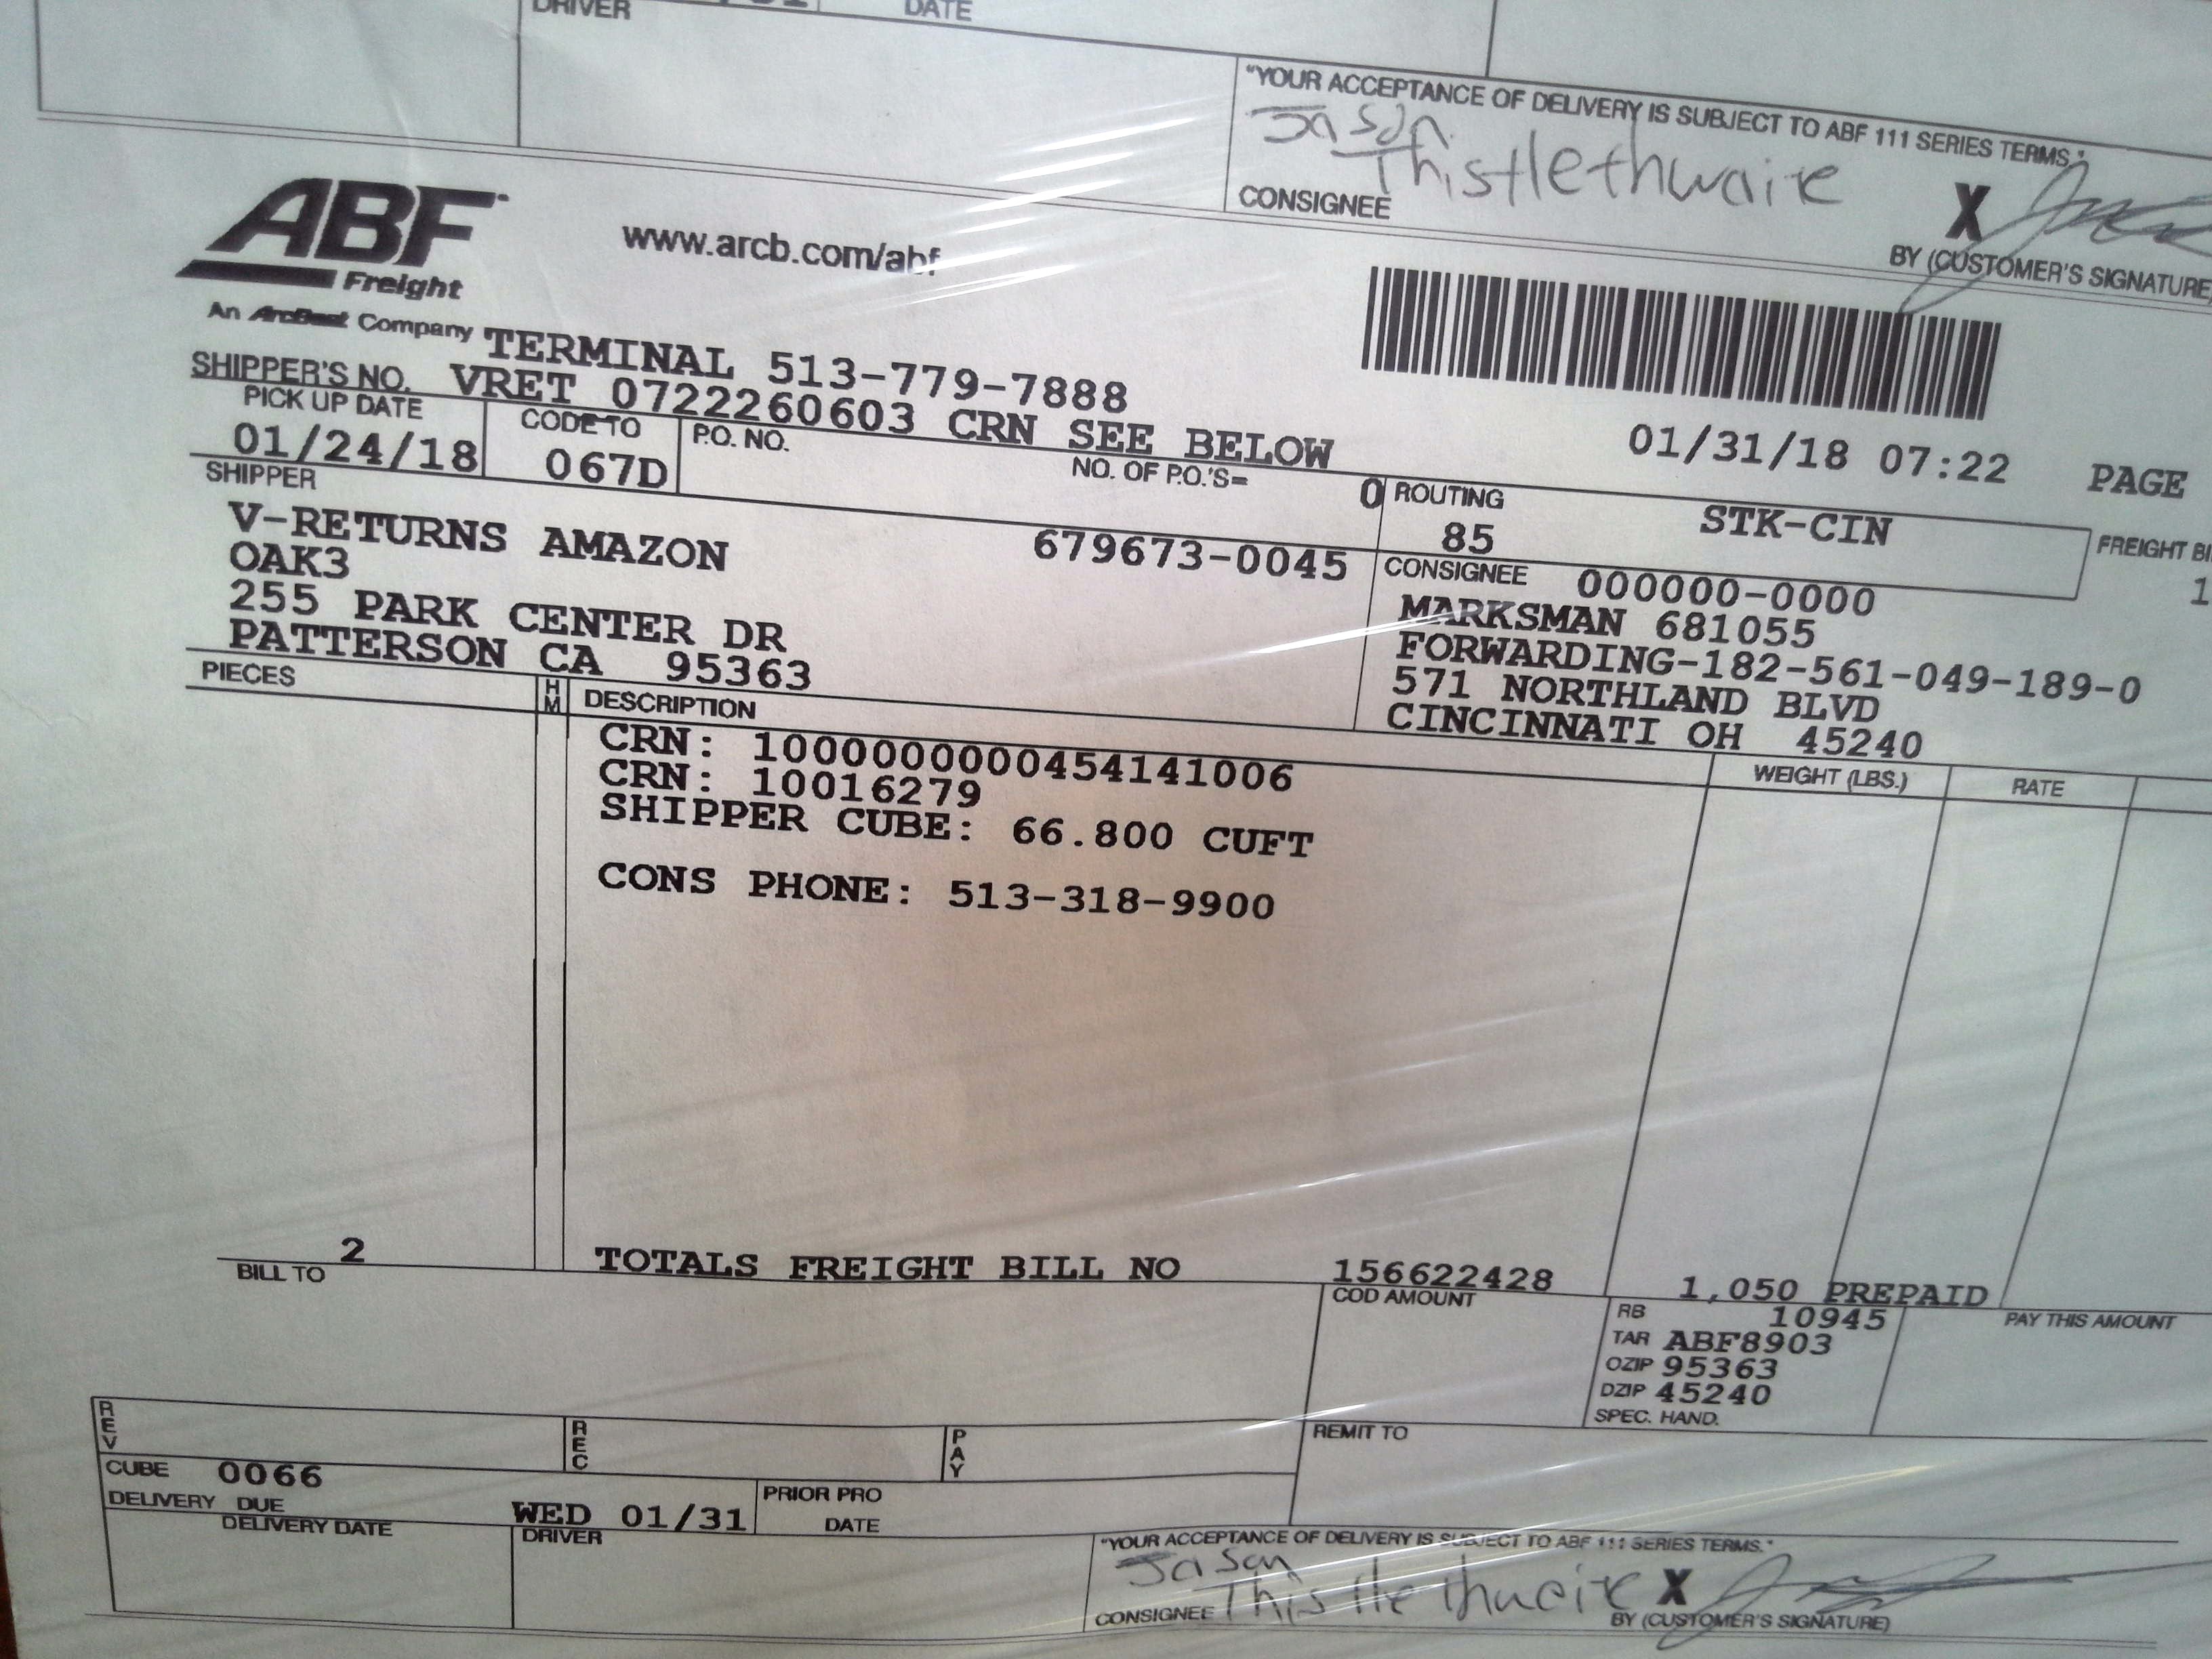 DRIVER DATE
"YOUR ACCEPTANCE OF DELIVERY IS SUBJECT TO ABF 111 SERIES TERMS."
Jason
Thistlethwaite
CONSIGNEE
X
BY (CUSTOMER'S SIGNATURE)
ABF
Freight
An ArcBest Company
www.arcb.com/abf
TERMINAL 513-779-7888
SHIPPER'S NO. VRET 0722260603 CRN SEE BELOW
01/31/18 07:22 PAGE
PICK UP DATE CODE TO P.O. NO. NO. OF P.O.'S= 0
01/24/18 067D
ROUTING
85 STK-CIN
FREIGHT
SHIPPER
V-RETURNS AMAZON 679673-0045
OAK3
255 PARK CENTER DR
PATTERSON CA 95363
CONSIGNEE 000000-0000
MARKSMAN 681055
FORWARDING-182-561-049-189-0
571 NORTHLAND BLVD
CINCINNATI OH 45240
PIECES HM DESCRIPTION WEIGHT (LBS.) RATE
CRN: 1000000000454141006
CRN: 10016279
SHIPPER CUBE: 66.800 CUFT
CONS PHONE: 513-318-9900
2 TOTALS FREIGHT BILL NO 156622428 1,050 PREPAID
BILL TO COD AMOUNT
RB 10945
TAR ABF8903
OZIP 95363
DZIP 45240
SPEC. HAND.
PAY THIS AMOUNT
REV REC PAY REMIT TO
CUBE 0066
DELIVERY DUE WED 01/31 PRIOR PRO
DATE
DELIVERY DATE DRIVER
"YOUR ACCEPTANCE OF DELIVERY IS SUBJECT TO ABF 111 SERIES TERMS."
Jason
CONSIGNEE Thistlethwaite X
BY (CUSTOMER'S SIGNATURE)